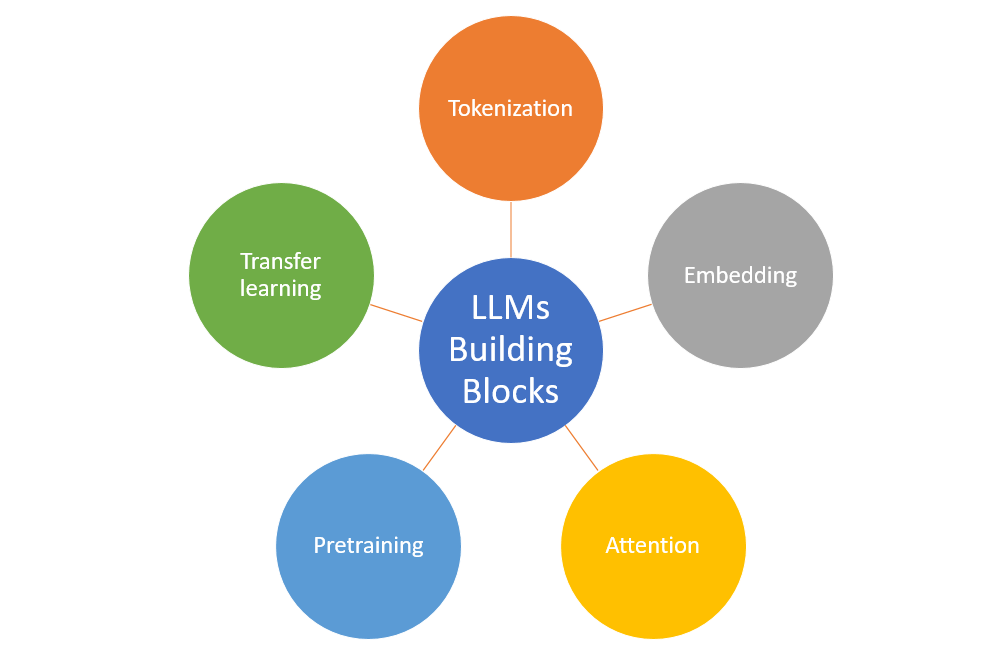 Tokenization
Transfer
learning
Embedding
LLMs
Building
Blocks
Pretraining
Attention